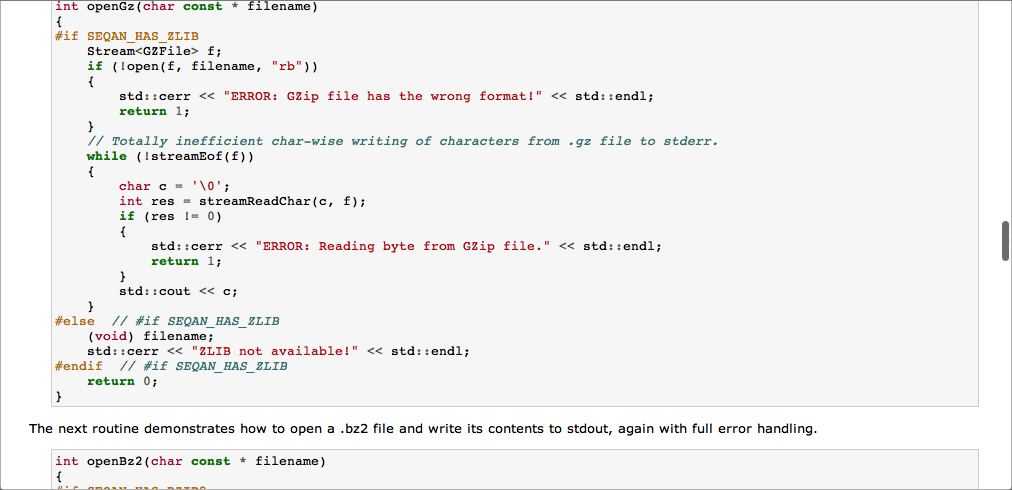 int openGz(char const * filename)
{
#if SEQAN_HAS_ZLIB
    Stream<GZFile> f;
    if (!open(f, filename, "rb"))
    {
        std::cerr << "ERROR: GZip file has the wrong format!" << std::endl;
        return 1;
    }
    // Totally inefficient char-wise writing of characters from .gz file to stderr.
    while (!streamEof(f))
    {
        char c = '\0';
        int res = streamReadChar(c, f);
        if (res != 0)
        {
            std::cerr << "ERROR: Reading byte from GZip file." << std::endl;
            return 1;
        }
        std::cout << c;
    }
#else  // #if SEQAN_HAS_ZLIB
    (void) filename;
    std::cerr << "ZLIB not available!" << std::endl;
#endif  // #if SEQAN_HAS_ZLIB
    return 0;
}
The next routine demonstrates how to open a .bz2 file and write its contents to stdout, again with full error handling.
int openBz2(char const * filename)
{